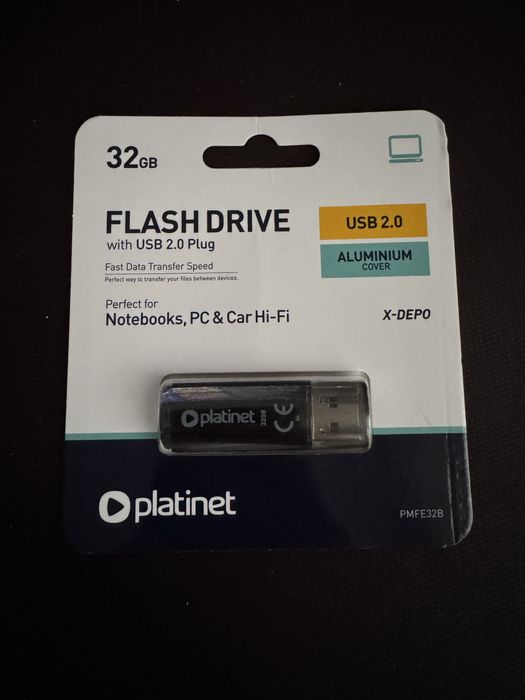 32GB
FLASH DRIVE
with USB 2.0 Plug
Fast Data Transfer Speed
Perfect way to transfer your files between devices.
Perfect for
Notebooks, PC & Car Hi-Fi
USB 2.0
ALUMINIUM
COVER
X-DEPO
platinet
32GB
CE
platinet
PMFE32B